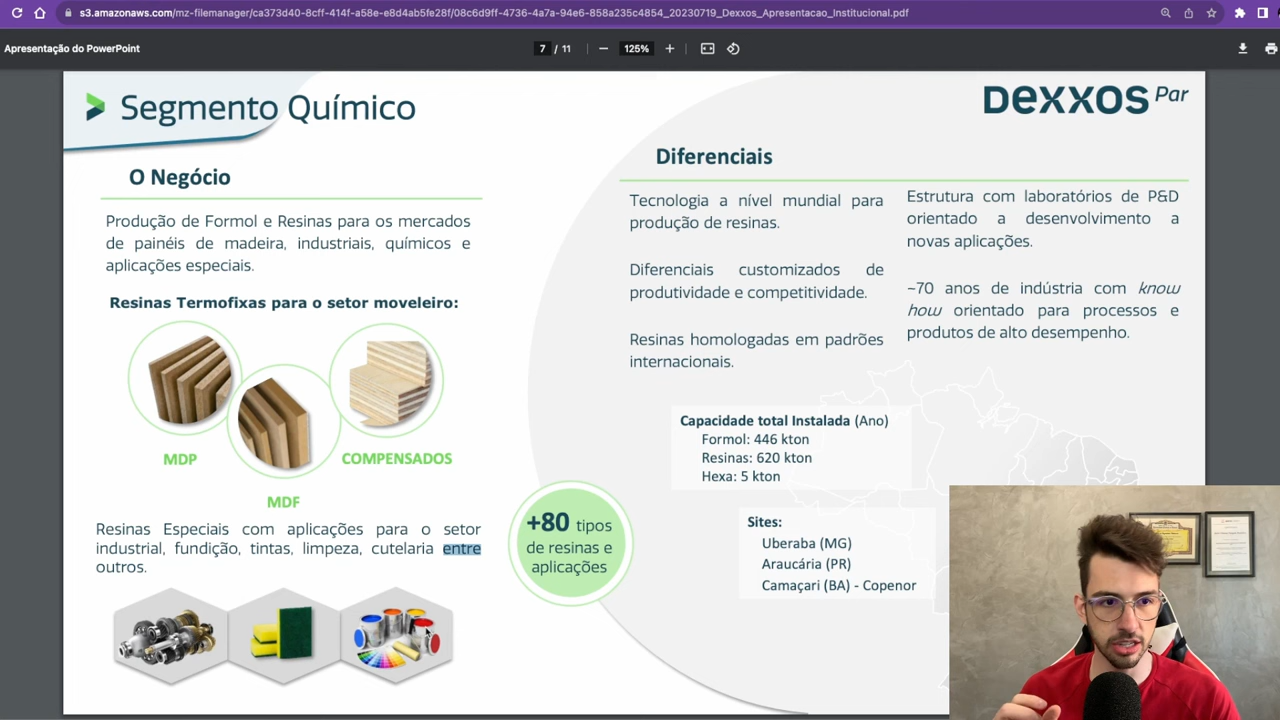 s3.amazonaws.com/mz-filemanager/ca373d40-8cff-414f-a58e-e8d4ab5fe28f/08c6d9ff-4736-4a7a-94e6-858a235c4854_20230719_Dexxos_Apresentacao_Institucional.pdf
Apresentação do PowerPoint
7 / 11
125%
Segmento Químico
Dexxos Par
O Negócio
Produção de Formol e Resinas para os mercados
de painéis de madeira, industriais, químicos e
aplicações especiais.
Resinas Termofixas para o setor moveleiro:
MDP
COMPENSADOS
MDF
Resinas Especiais com aplicações para o setor
industrial, fundição, tintas, limpeza, cutelaria entre
outros.
+80 tipos
de resinas e
aplicações
Diferenciais
Tecnologia a nível mundial para
produção de resinas.
Diferenciais customizados de
produtividade e competitividade.
Resinas homologadas em padrões
internacionais.
Estrutura com laboratórios de P&D
orientado a desenvolvimento a
novas aplicações.
~70 anos de indústria com know
how orientado para processos e
produtos de alto desempenho.
Capacidade total Instalada (Ano)
Formol: 446 kton
Resinas: 620 kton
Hexa: 5 kton
Sites:
Uberaba (MG)
Araucária (PR)
Camaçari (BA) - Copenor